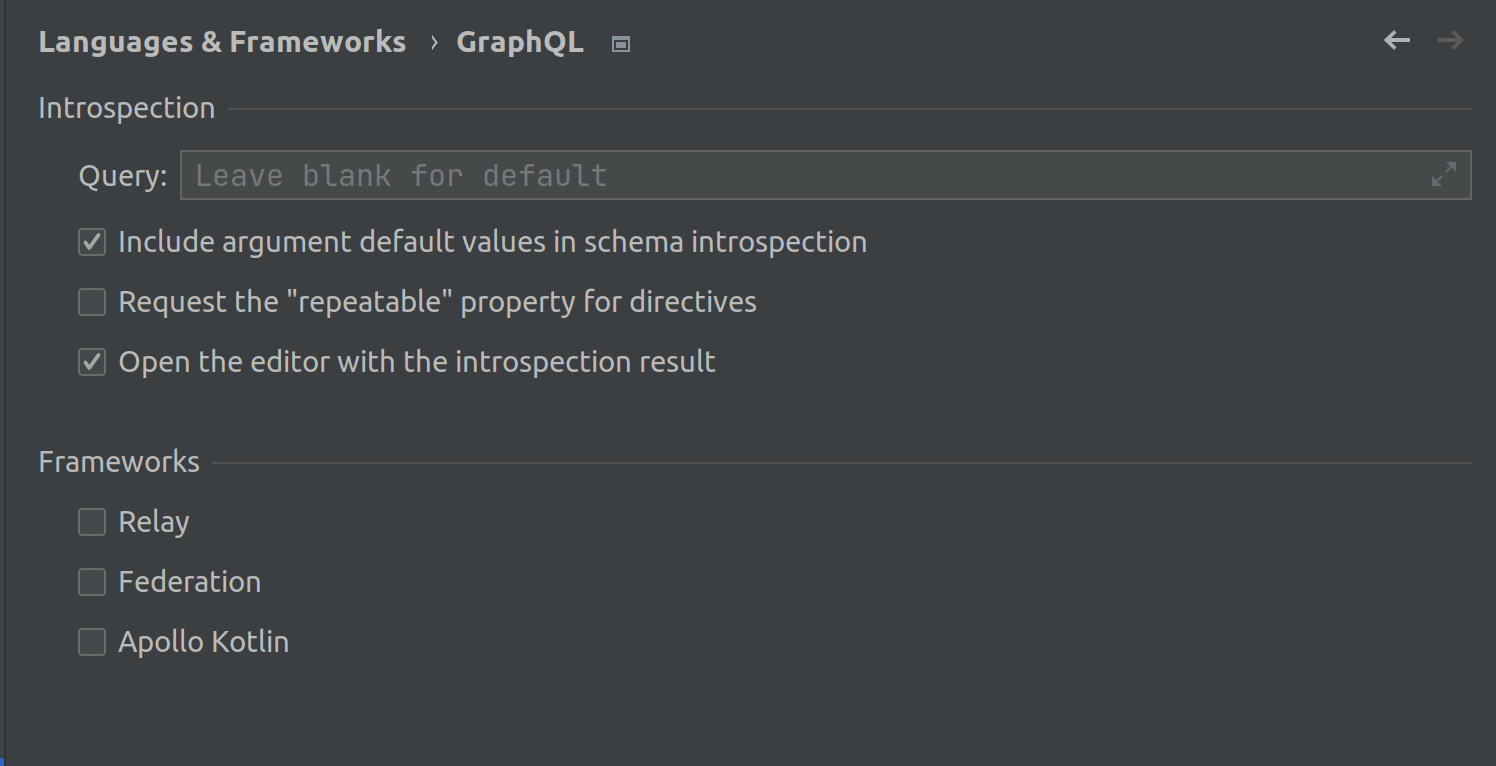 Languages & Frameworks › GraphQL
Introspection
Query: Leave blank for default
Include argument default values in schema introspection
Request the "repeatable" property for directives
Open the editor with the introspection result
Frameworks
Relay
Federation
Apollo Kotlin